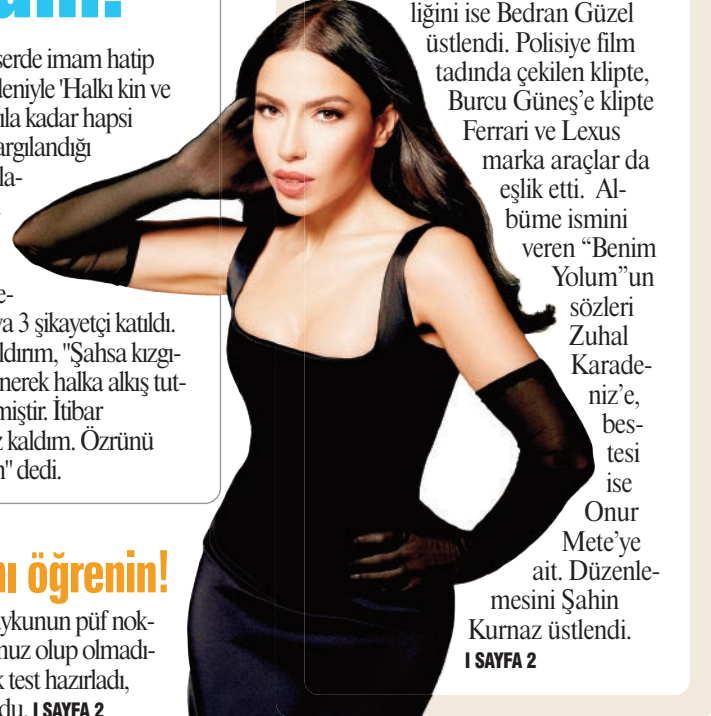 serde imam hatip
leniyle 'Halkı kin ve
ıla kadar hapsi
argılandığı
la-
e-
va 3 şikayetçi katıldı.
ldırım, "Şahsa kızgı-
nerek halka alkış tut-
miştir. İtibar
z kaldım. Özrünü
n" dedi.
nı öğrenin!
ykunun püf nok-
nuz olup olmadı-
k test hazırladı,
du. I SAYFA 2
liğini ise Bedran Güzel
üstlendi. Polisiye film
tadında çekilen klipte,
Burcu Güneş’e klipte
Ferrari ve Lexus
marka araçlar da
eşlik etti. Al-
büme ismini
veren “Benim
Yolum”un
sözleri
Zuhal
Karade-
niz’e,
bes-
tesi
ise
Onur
Mete’ye
ait. Düzenle-
mesini Şahin
Kurnaz üstlendi.
I SAYFA 2